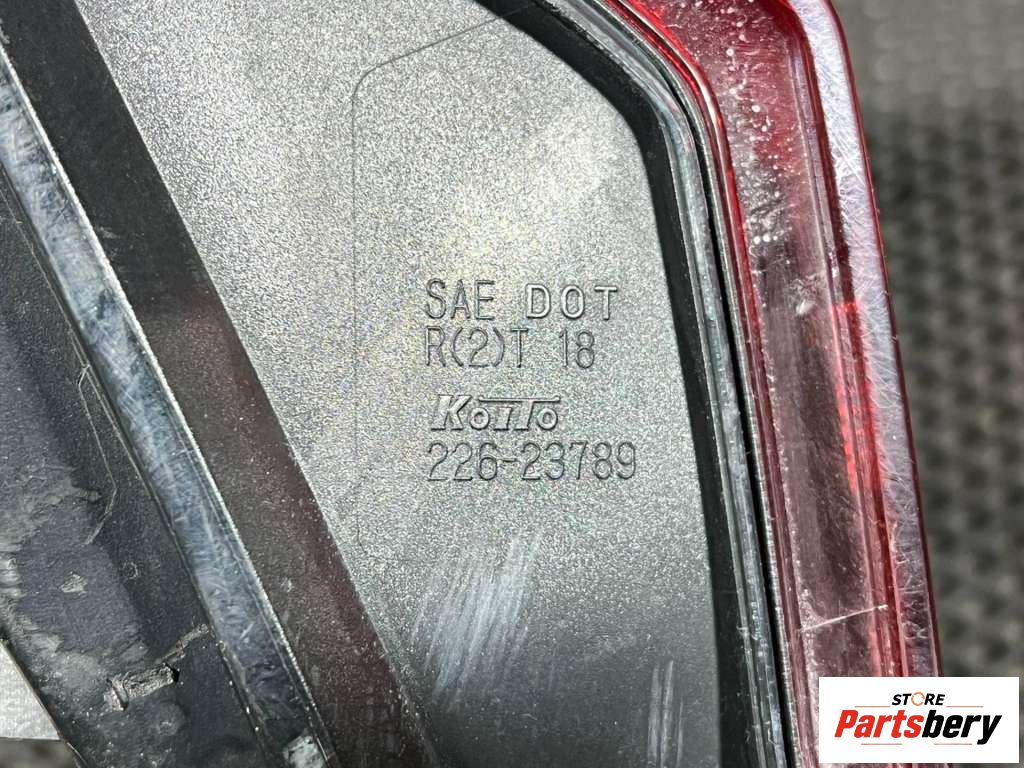 SAE DOT
R(2)T 18
KOITO
226-23789
STORE
Partsbery